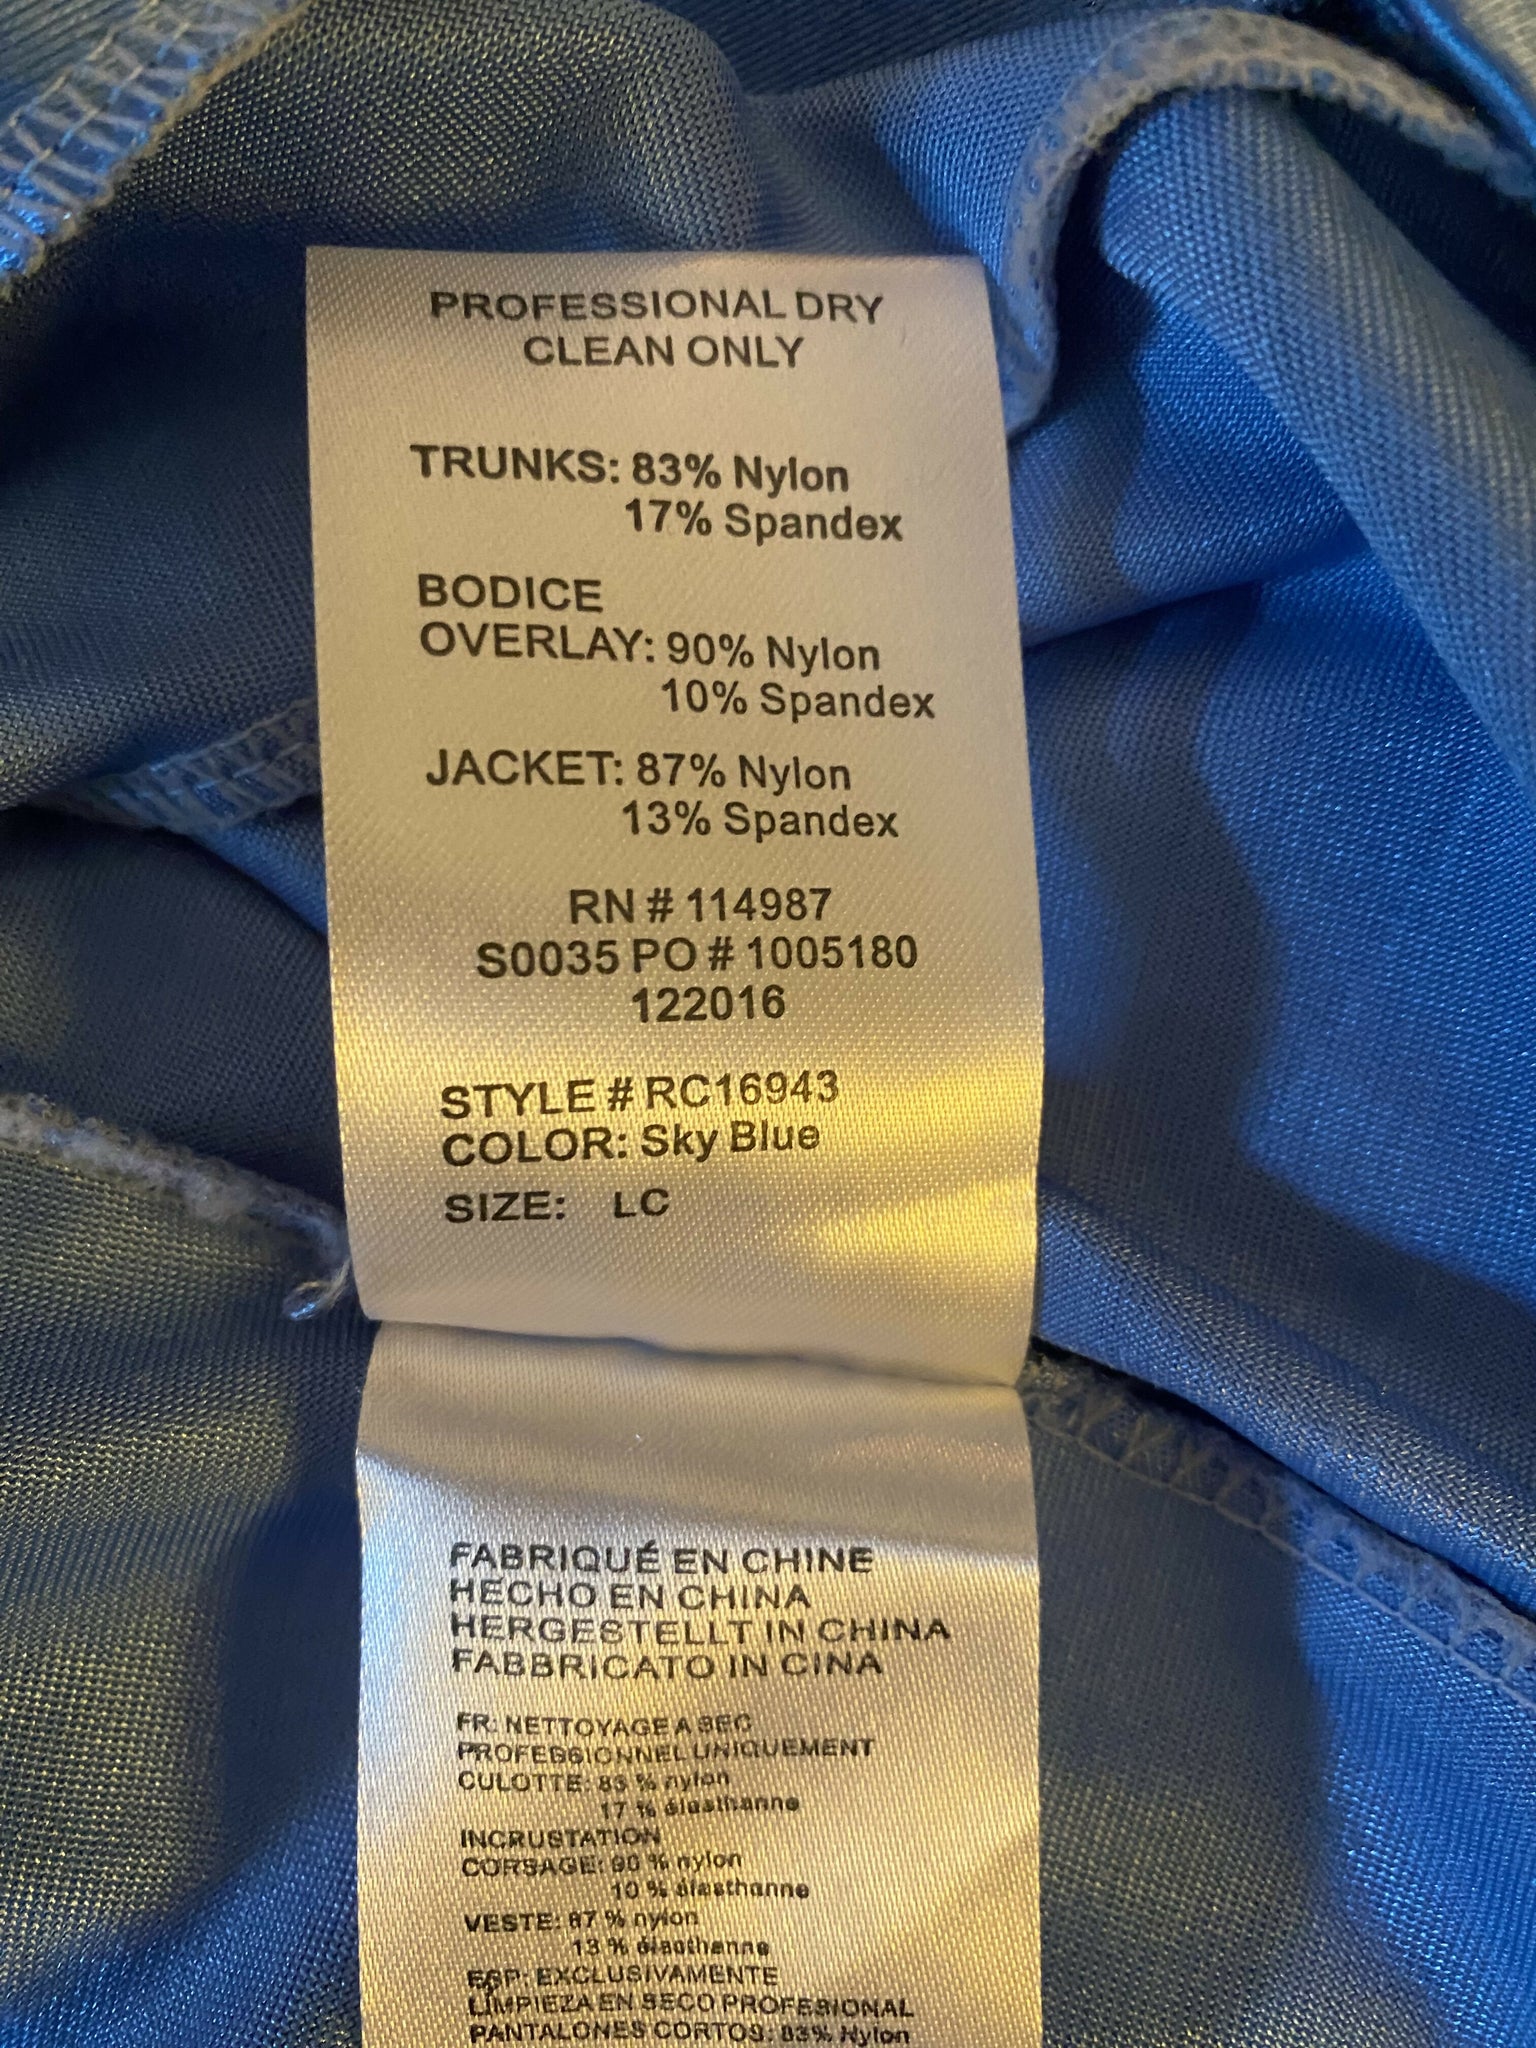 PROFESSIONAL DRY
CLEAN ONLY
TRUNKS: 83% Nylon
17% Spandex
BODICE
OVERLAY: 90% Nylon
10% Spandex
JACKET: 87% Nylon
13% Spandex
RN # 114987
S0035 PO # 1005180
122016
STYLE # RC16943
COLOR: Sky Blue
SIZE: LC
FABRIQUÉ EN CHINE
HECHO EN CHINA
HERGESTELLT IN CHINA
FABBRICATO IN CINA
FR: NETTOYAGE A SEC
PROFESSIONNEL UNIQUEMENT
CULOTTE: 83 % nylon
17 % élasthanne
INCRUSTATION
CORSAGE: 90 % nylon
10 % élasthanne
VESTE: 87 % nylon
13 % élasthanne
ESP: EXCLUSIVAMENTE
LIMPIEZA EN SECO PROFESIONAL
PANTALONES CORTOS: 83% Nylon